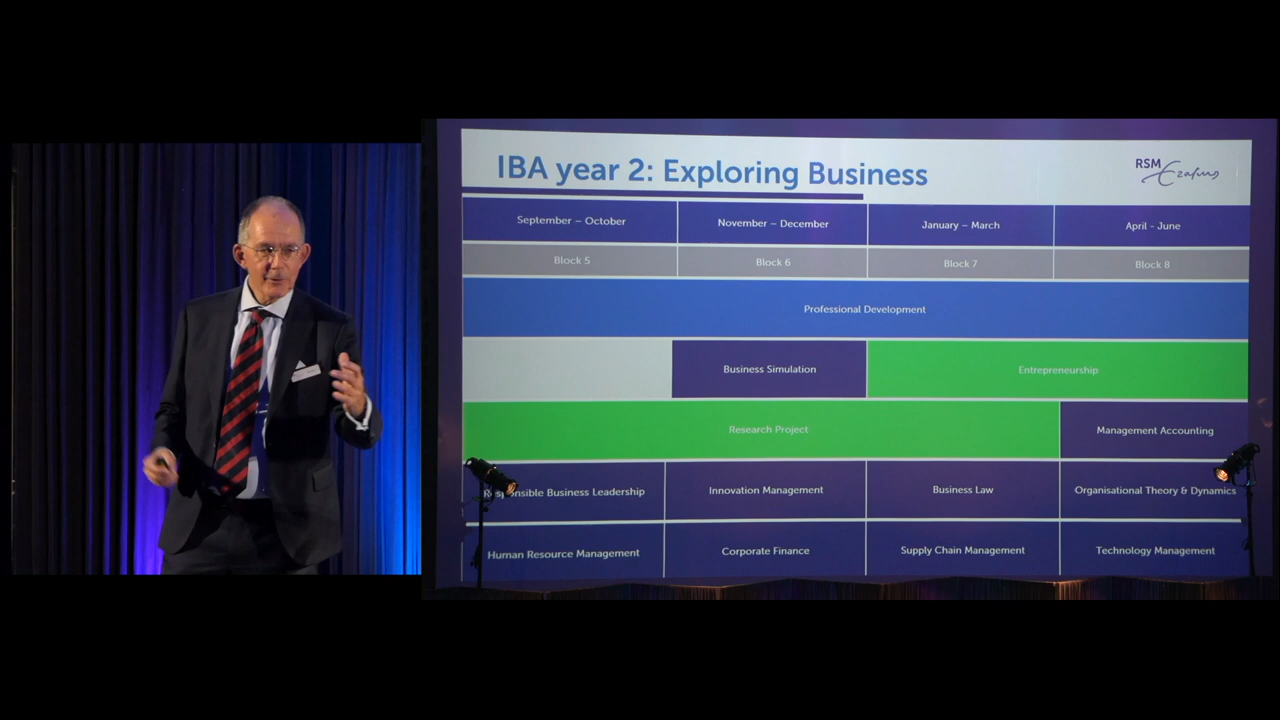 IBA year 2: Exploring Business
RSM
Erasmus
September – October
November – December
January – March
April - June
Block 5
Block 6
Block 7
Block 8
Professional Development
Business Simulation
Entrepreneurship
Research Project
Management Accounting
Responsible Business Leadership
Innovation Management
Business Law
Organisational Theory & Dynamics
Human Resource Management
Corporate Finance
Supply Chain Management
Technology Management